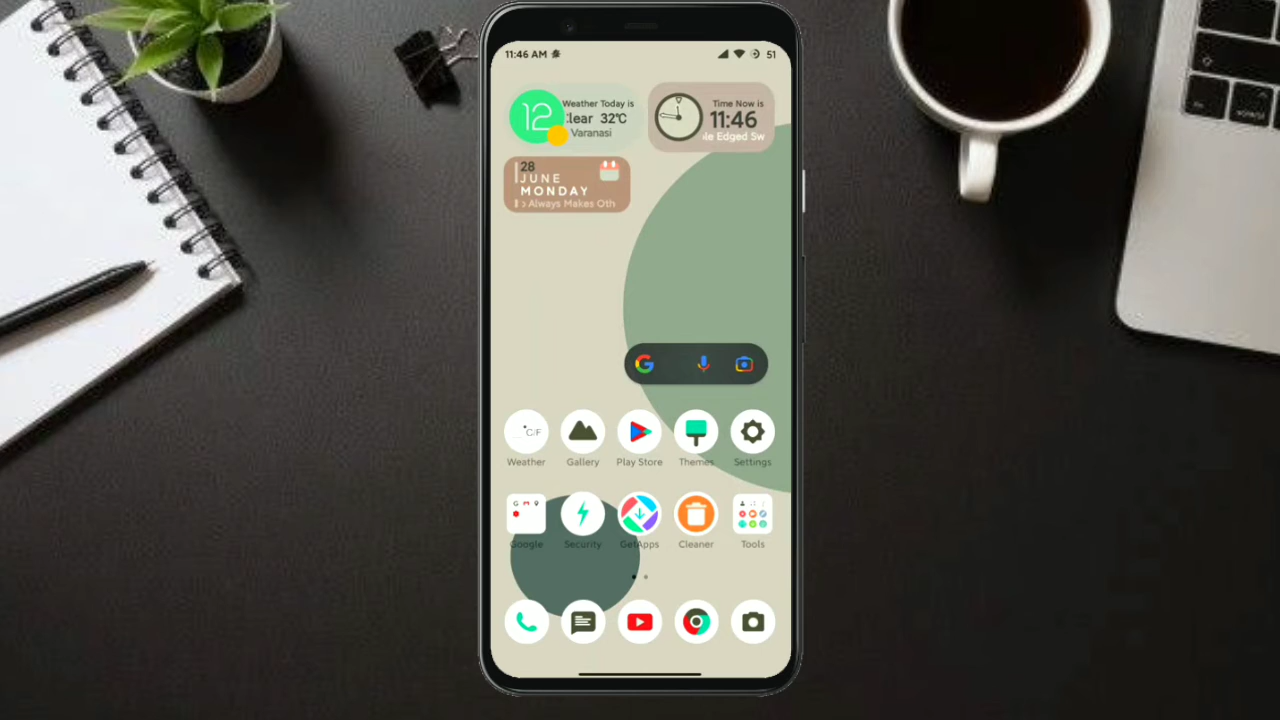 11:46 AM
51
12
Weather Today is
Clear 32℃
Varanasi
Time Now is
11:46
le Edged Sw
28
JUNE
MONDAY
Always Makes Oth
G
°C/F
Weather
Gallery
Play Store
Themes
Settings
Google
Security
GetApps
Cleaner
Tools